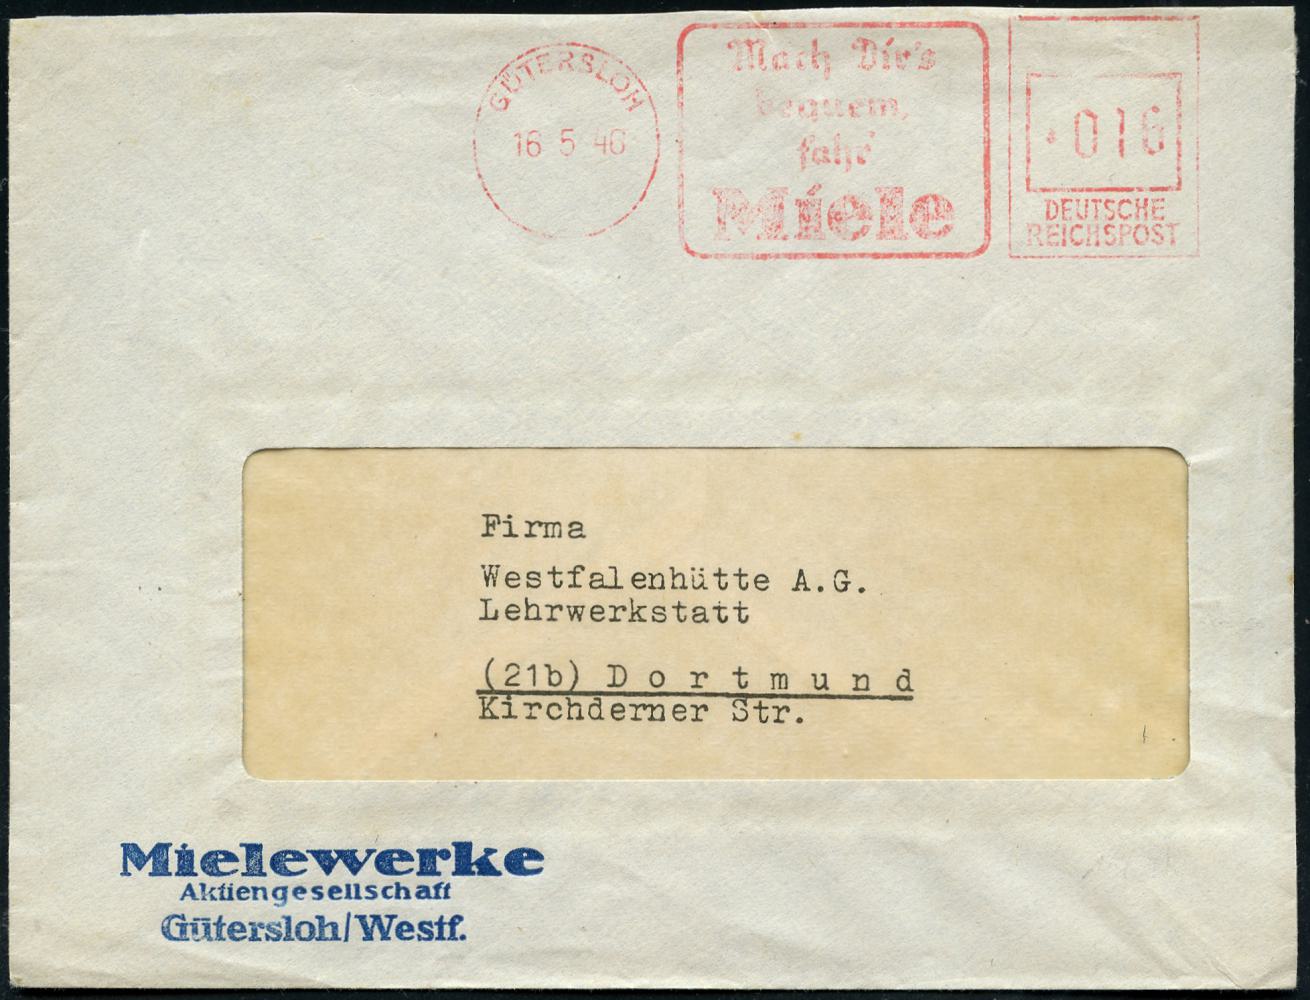 GÜTERSLOH
16 5 46
Mach Dir's
bequem,
fahr'
Miele
016
DEUTSCHE
REICHSPOST
Firma
Westfalenhütte A.G.
Lehrwerkstatt
(21b) D o r t m u n d
Kirchderner Str.
Mielewerke
Aktiengesellschaft
Gütersloh/Westf.